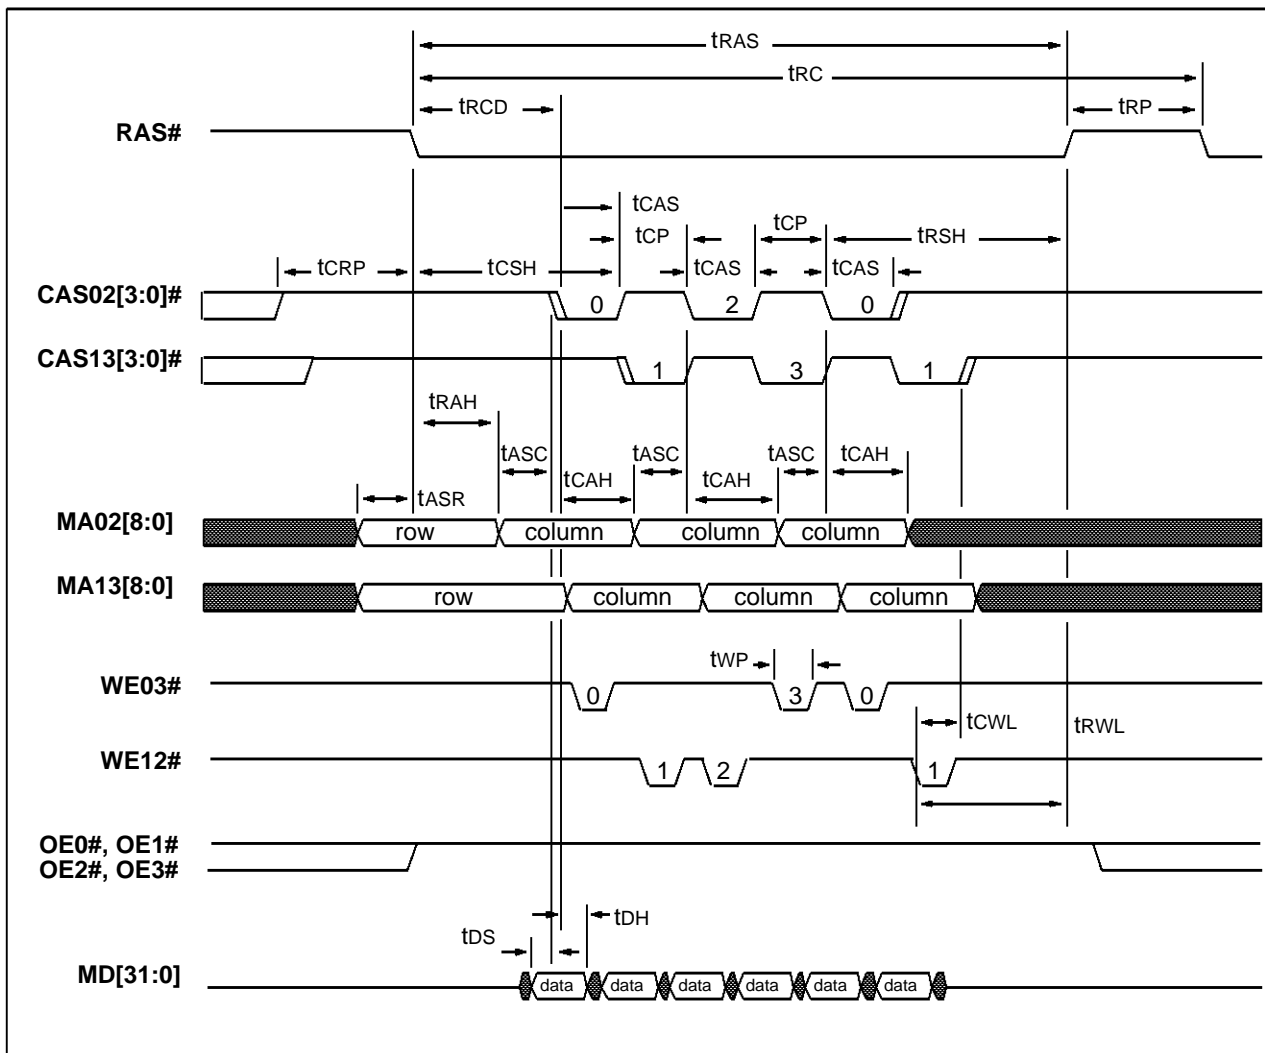 tRAS
tRC
tRCD tRP
RAS#
tCAS
tCP tCP tRSH
tCRP tCSH tCAS tCAS
CAS02[3:0]# 0 2 0
CAS13[3:0]# 1 3 1
tRAH
tASC tASC tASC tCAH
tCAH tCAH
tASR
MA02[8:0] row column column column
MA13[8:0] row column column column
tWP
WE03# 0 3 0
tCWL tRWL
WE12# 1 2 1
OE0#, OE1#
OE2#, OE3#
tDH
tDS
MD[31:0] data data data data data data